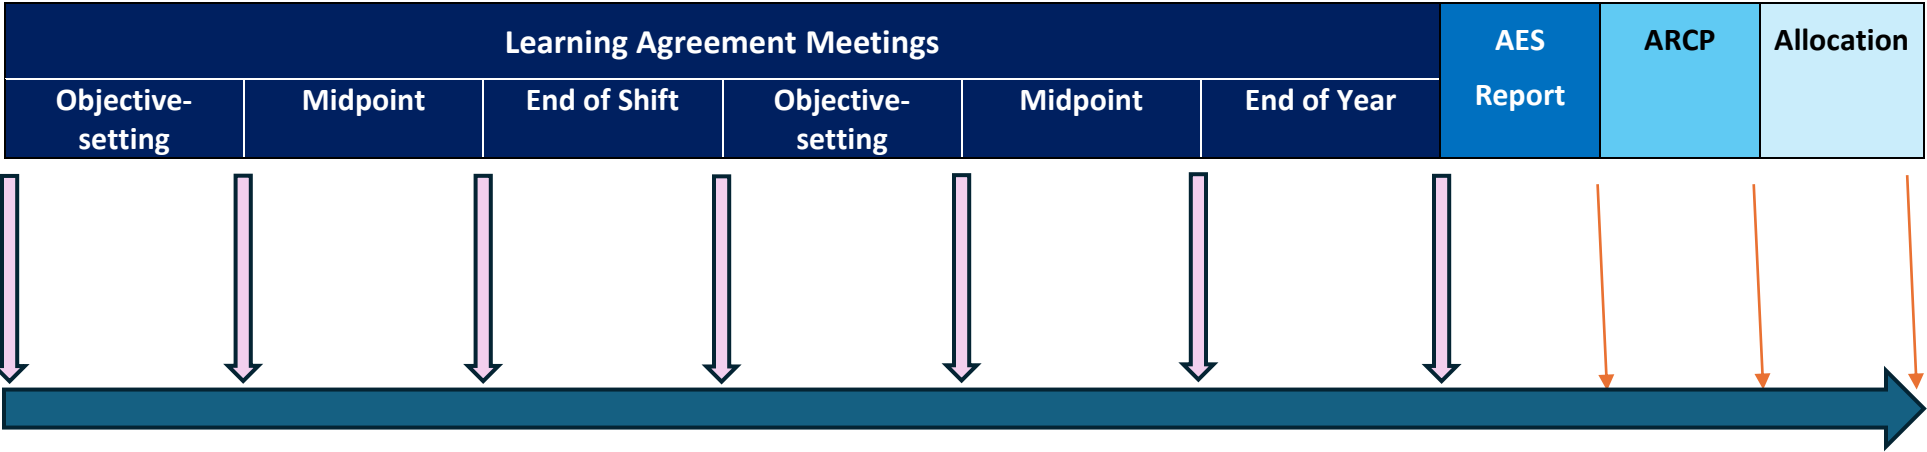 Learning Agreement Meetings
AES
Report
ARCP
Allocation
Objective-
setting
Midpoint
End of Shift
Objective-
setting
Midpoint
End of Year